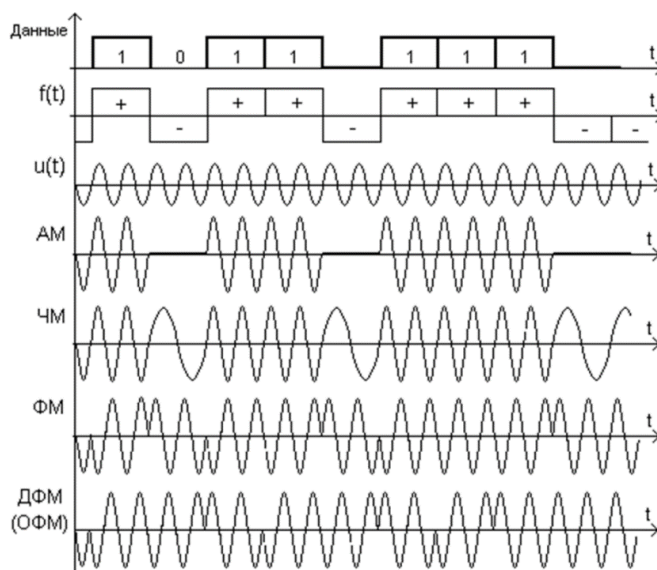 Данные
1 0 1 1 1 1 1 t
f(t)
+ - + + - + + + - - t
u(t) t
АМ t
ЧМ t
ФМ t
ДФМ t
(ОФМ)